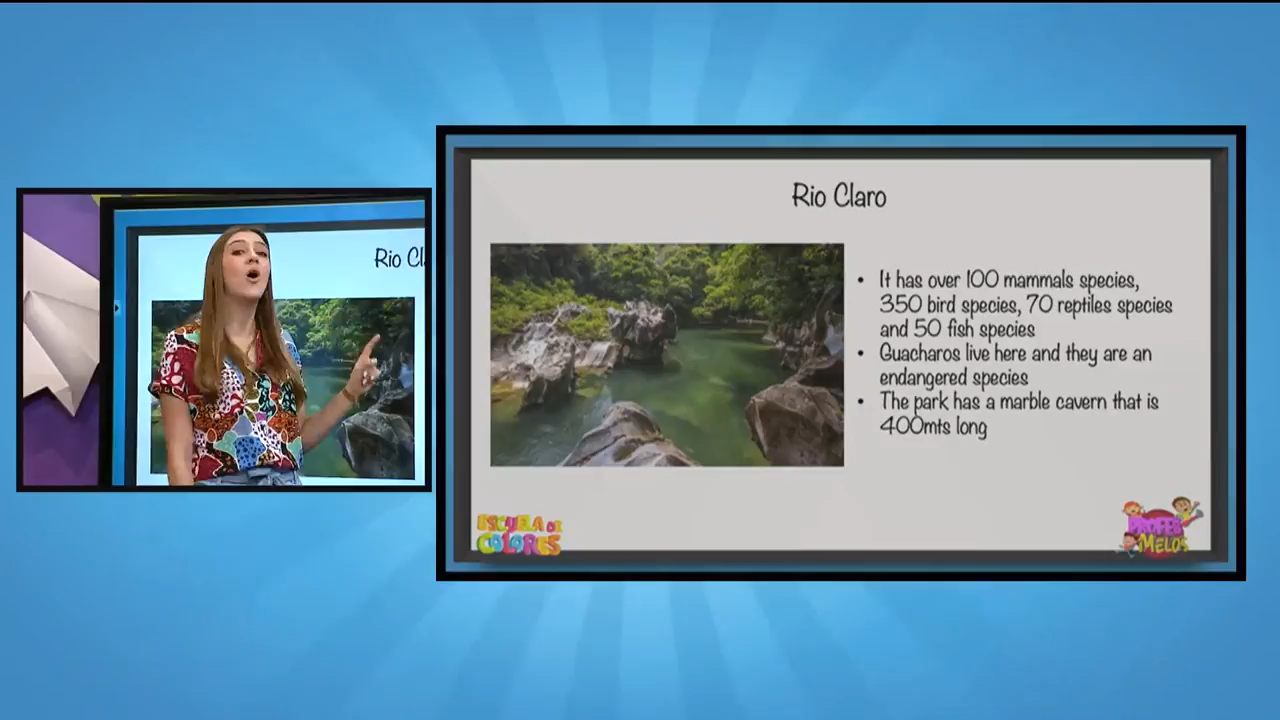 Rio Cl
Rio Claro
• It has over 100 mammals species,
350 bird species, 70 reptiles species
and 50 fish species
• Guacharos live here and they are an
endangered species
• The park has a marble cavern that is
400mts long
ESCUELA DE
COLORES
PROFES
MELOS